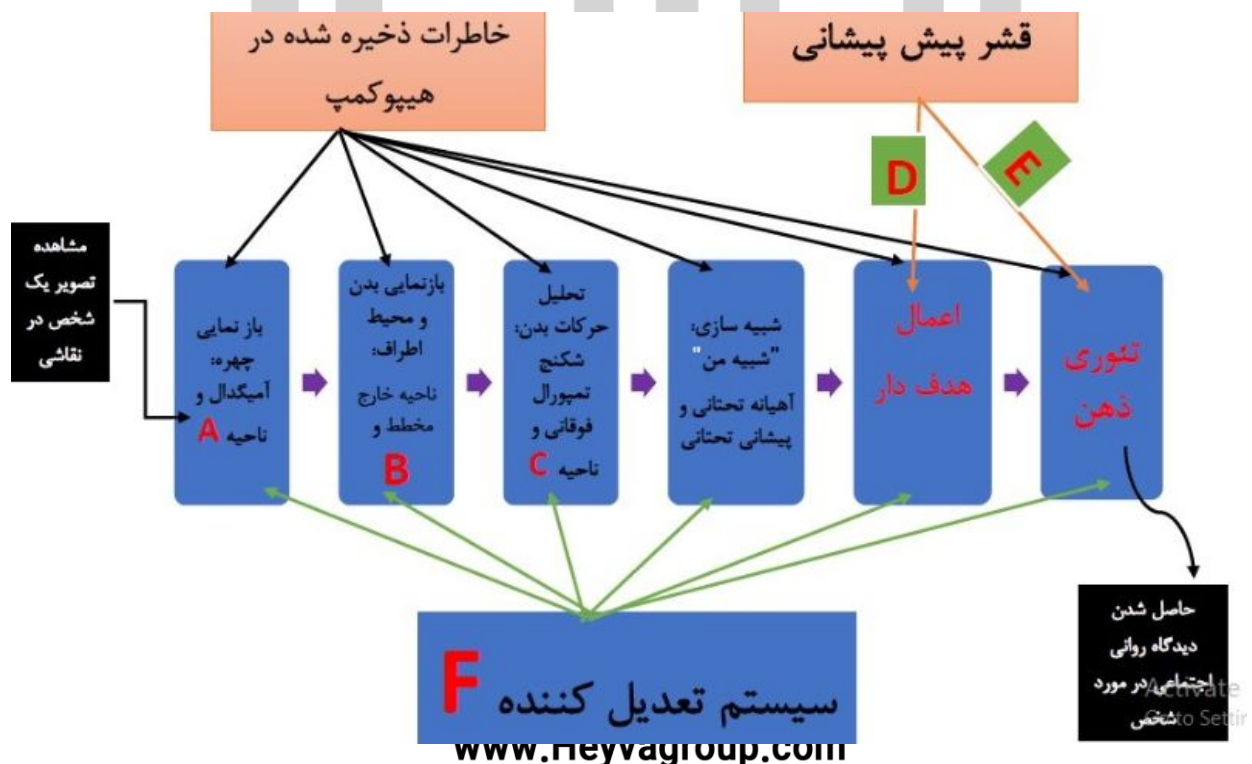 خاطرات ذخیره شده در
هیپوکمپ
قشر پیش پیشانی
D
E
مشاهده
تصویر یک
شخص در
نقاشی
باز نمایی
چهره:
آمیگدال و
ناحیه A
بازنمایی بدن
و محیط
اطراف:
ناحیه خارج
مخطط و
B
تحلیل
حرکات بدن:
شکنج
تمپورال
فوقانی و
ناحیه C
شبیه سازی:
"شبیه من"
آهیانه تحتانی و
پیشانی تحتانی
اعمال
هدف دار
تئوری
ذهن
سیستم تعدیل کننده F
حاصل شدن
دیدگاه روانی
اجتماعی در مورد
شخص
www.Heyvagroup.com